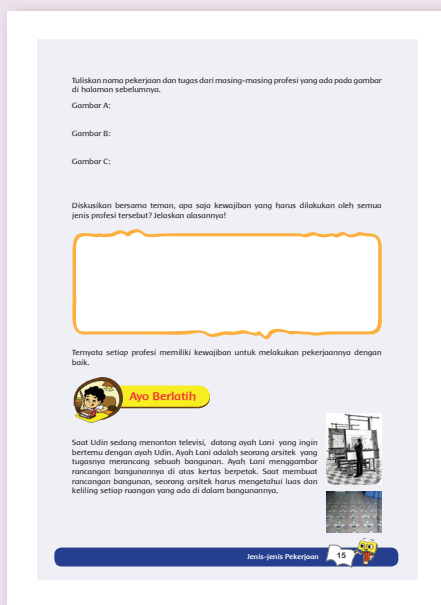 Tuliskan nama pekerjaan dan tugas dari masing-masing profesi yang ada pada gambar
di halaman sebelumnya.
Gambar A:
Gambar B:
Gambar C:
Diskusikan bersama teman, apa saja kewajiban yang harus dilakukan oleh semua
jenis profesi tersebut? Jelaskan alasannya!
Ternyata setiap profesi memiliki kewajiban untuk melakukan pekerjaannya dengan
baik.
Ayo Berlatih
Saat Udin sedang menonton televisi, datang ayah Lani yang ingin
bertemu dengan ayah Udin. Ayah Lani adalah seorang arsitek yang
tugasnya merancang sebuah bangunan. Ayah Lani menggambar
rancangan bangunannya di atas kertas berpetak. Saat membuat
rancangan bangunan, seorang arsitek harus mengetahui luas dan
keliling setiap ruangan yang ada di dalam bangunannya.
Jenis-jenis Pekerjaan
15